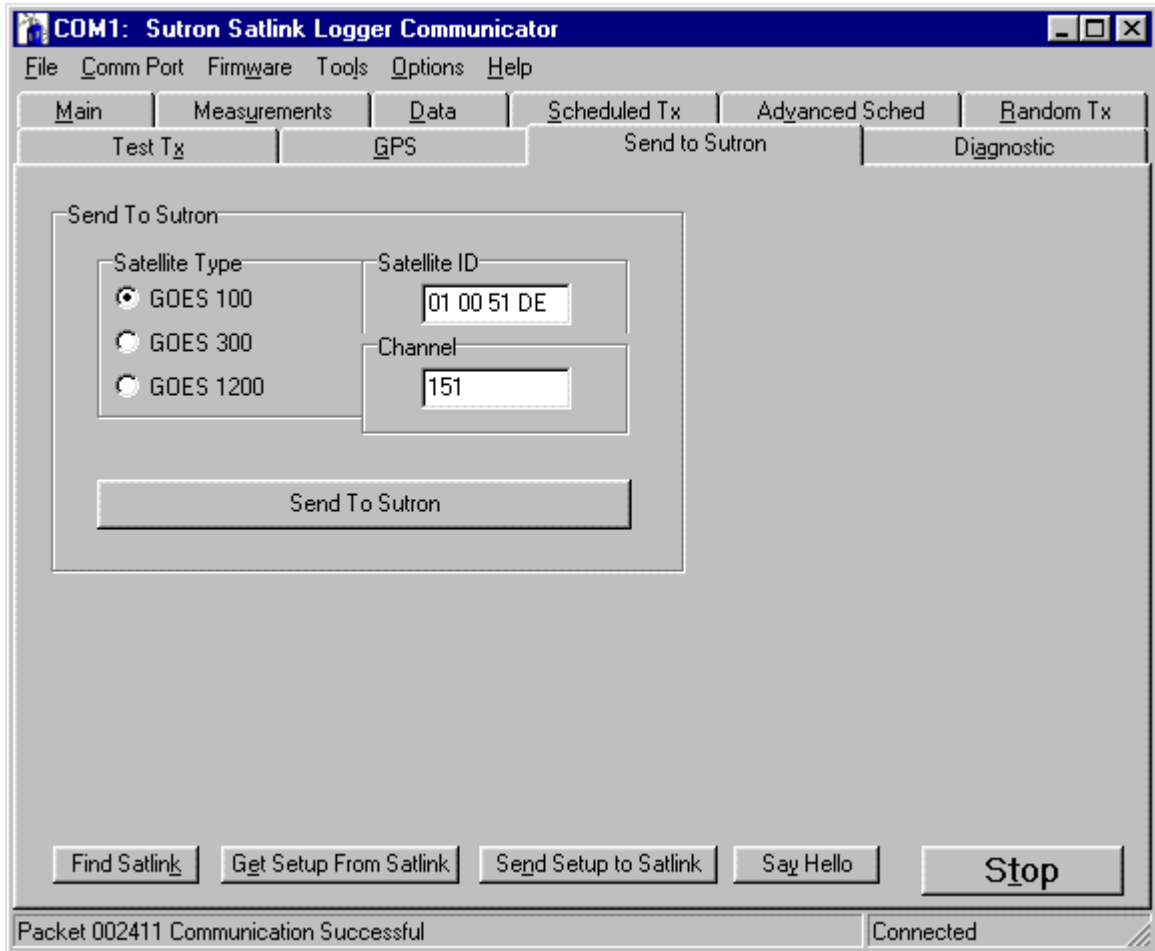 COM1: Sutron Satlink Logger Communicator
File Comm Port Firmware Tools Options Help
Main Measurements Data Scheduled Tx Advanced Sched Random Tx
Test Tx GPS Send to Sutron Diagnostic
Send To Sutron
Satellite Type Satellite ID
GOES 100 01 00 51 DE
GOES 300 Channel
GOES 1200 151
Send To Sutron
Find Satlink Get Setup From Satlink Send Setup to Satlink Say Hello Stop
Packet 002411 Communication Successful Connected